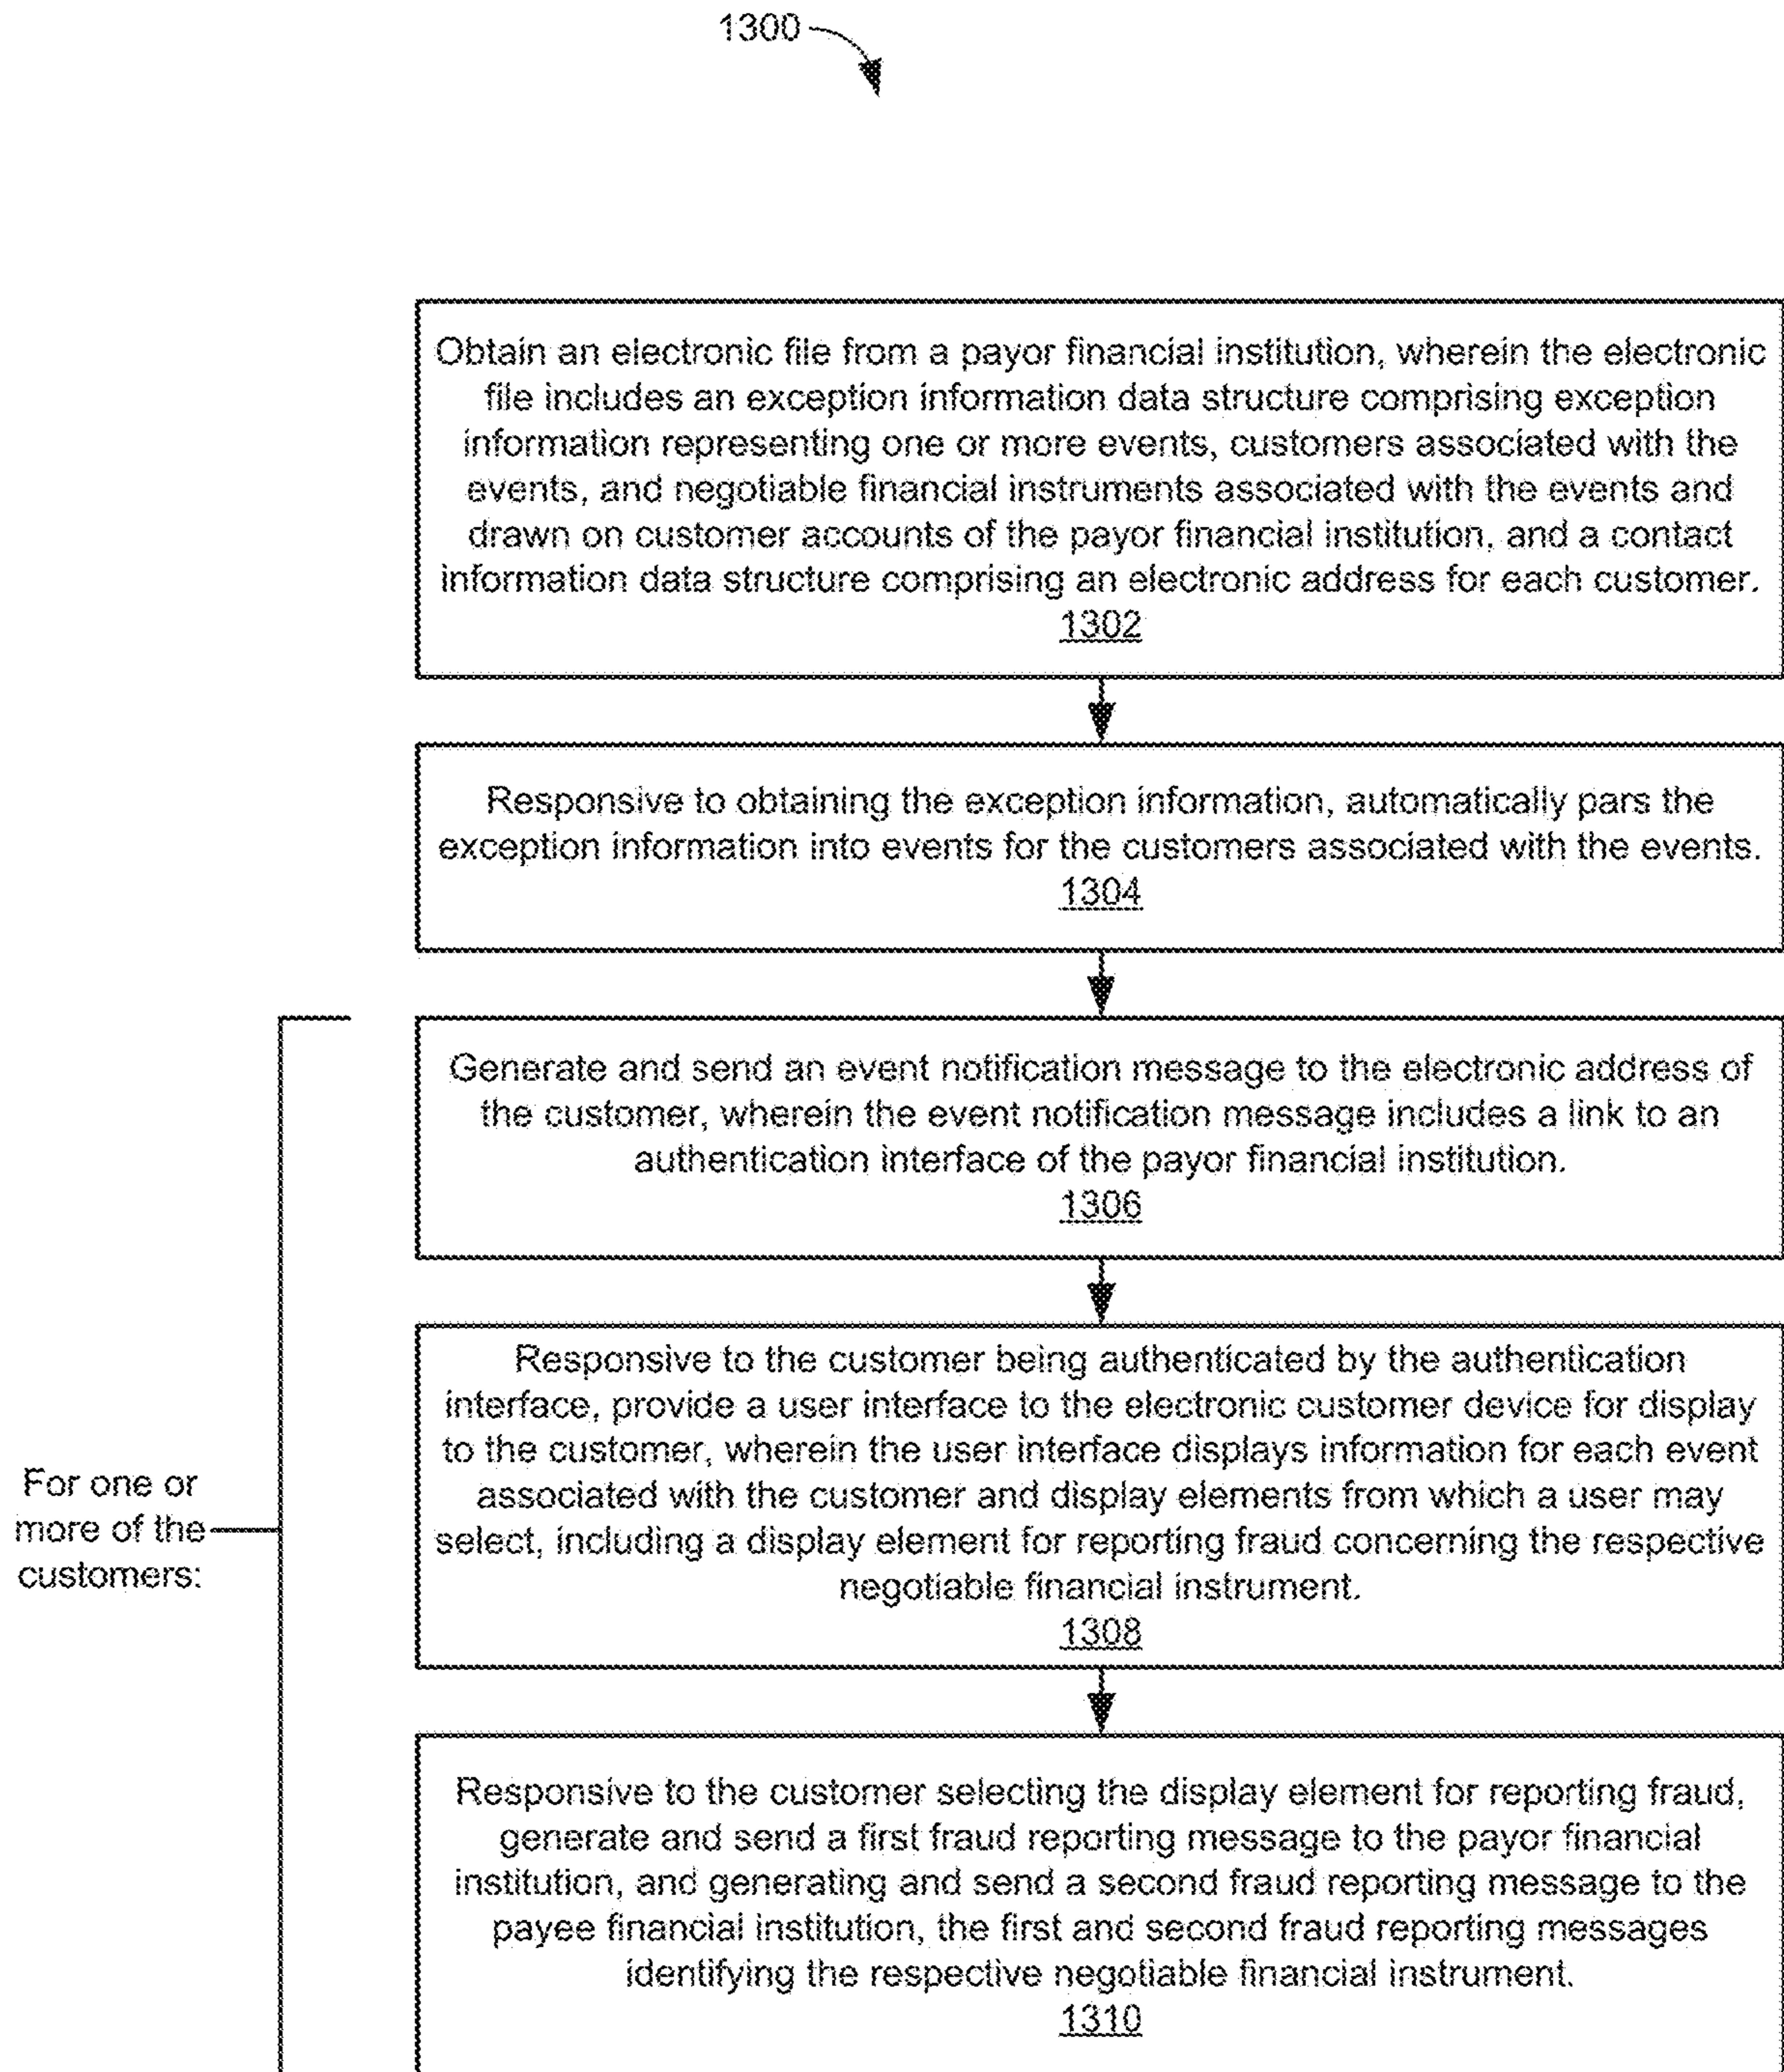 1300
Obtain an electronic file from a payor financial institution, wherein the electronic
file includes an exception information data structure comprising exception
information representing one or more events, customers associated with the
events, and negotiable financial instruments associated with the events and
drawn on customer accounts of the payor financial institution, and a contact
information data structure comprising an electronic address for each customer.
1302
Responsive to obtaining the exception information, automatically pars the
exception information into events for the customers associated with the events.
1304
For one or
more of the
customers:
Generate and send an event notification message to the electronic address of
the customer, wherein the event notification message includes a link to an
authentication interface of the payor financial institution.
1306
Responsive to the customer being authenticated by the authentication
interface, provide a user interface to the electronic customer device for display
to the customer, wherein the user interface displays information for each event
associated with the customer and display elements from which a user may
select, including a display element for reporting fraud concerning the respective
negotiable financial instrument.
1308
Responsive to the customer selecting the display element for reporting fraud,
generate and send a first fraud reporting message to the payor financial
institution, and generating and send a second fraud reporting message to the
payee financial institution, the first and second fraud reporting messages
identifying the respective negotiable financial instrument.
1310